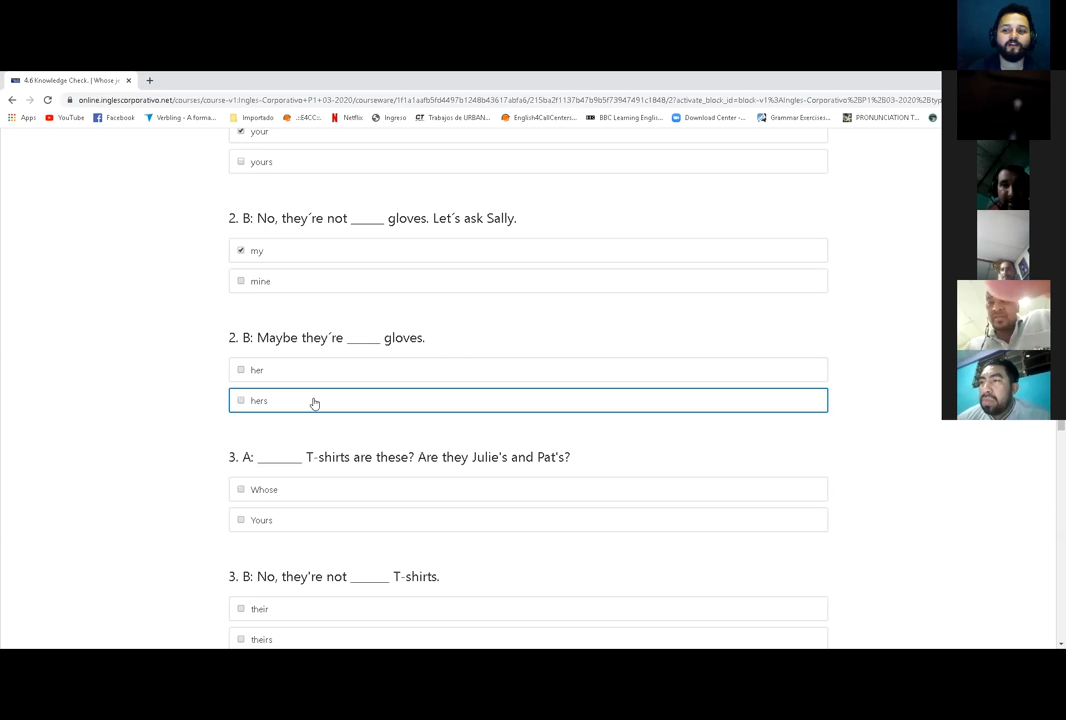 4.6 Knowledge Check. | Whose je
online.inglescorporativo.net/courses/course-v1:Ingles-Corporativo+P1+03-2020/courseware/1f1a1aafb5fd4497b1248b43617abfa6/215ba2f1137b47b9b5f73947491c1848/2?activate_block_id=block-v1%3AIngles-Corporativo%2BP1%2B03-2020%2Btyp
Apps YouTube Facebook Verbling - A forma... Importado .::E4CC::. Netflix Ingreso Trabajos de URBAN... English4CallCenters... BBC Learning Englis... Download Center -... Grammar Exercises... PRONUNCIATION T...
your
yours
2. B: No, they´re not _____ gloves. Let´s ask Sally.
my
mine
2. B: Maybe they´re _____ gloves.
her
hers
3. A: _______ T-shirts are these? Are they Julie's and Pat's?
Whose
Yours
3. B: No, they're not ______ T-shirts.
their
theirs